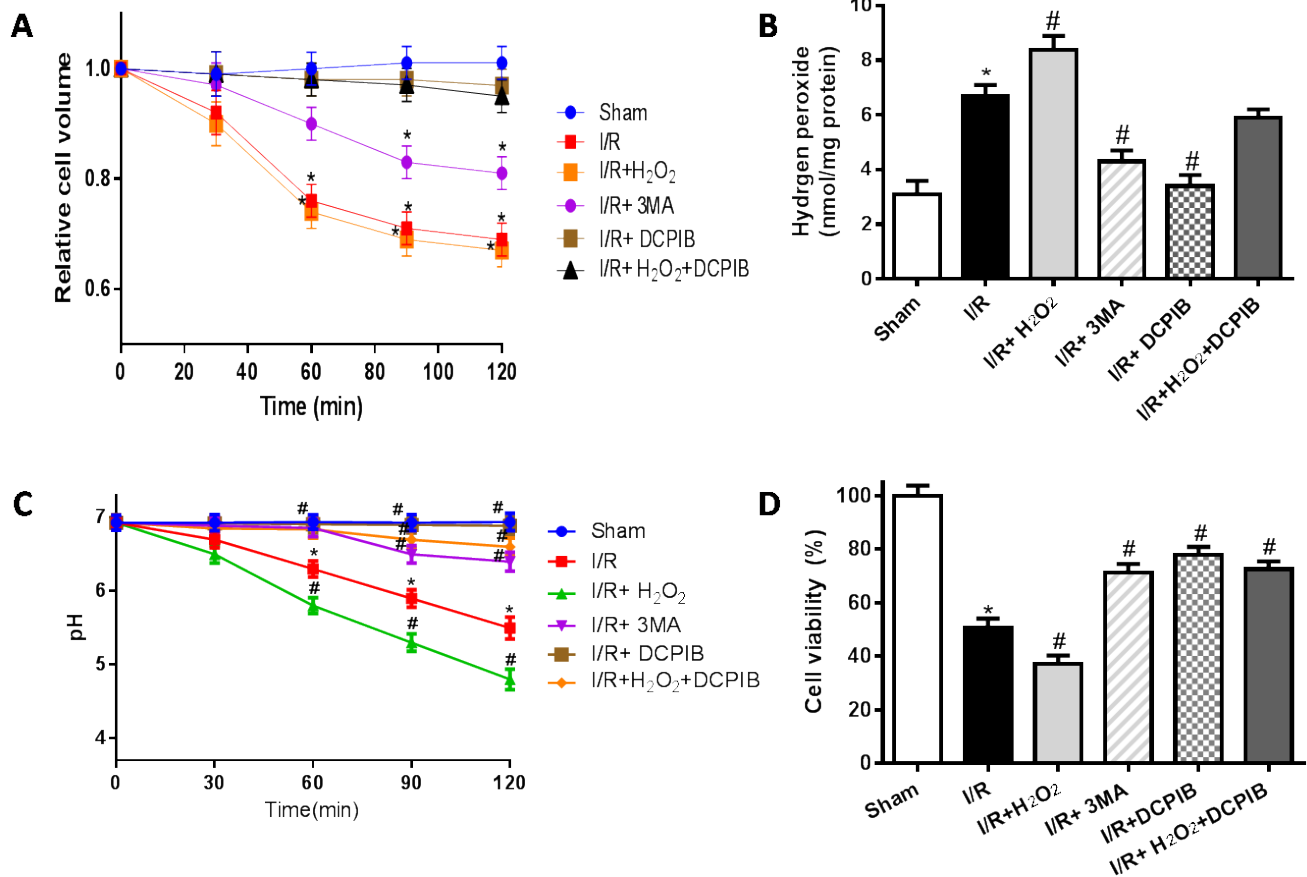 A
Relative cell volume
1.0
0.8
0.6
0 20 40 60 80 100 120
Time (min)
* * * * * * * *
Sham
I/R
I/R+H₂O₂
I/R+ 3MA
I/R+ DCPIB
I/R+ H₂O₂+DCPIB
B
Hydrgen peroxide
(nmol/mg protein)
10
8
6
4
2
0
* # # #
Sham
I/R
I/R+ H₂O₂
I/R+ 3MA
I/R+ DCPIB
I/R+H₂O₂+DCPIB
C
pH
7
6
5
4
0 30 60 90 120
Time(min)
# # # # # # #
* * *
# # #
Sham
I/R
I/R+ H₂O₂
I/R+ 3MA
I/R+ DCPIB
I/R+H₂O₂+DCPIB
D
Cell viability (%)
100
80
60
40
20
0
* # # # #
Sham
I/R
I/R+H₂O₂
I/R+ 3MA
I/R+DCPIB
I/R+ H₂O₂+DCPIB